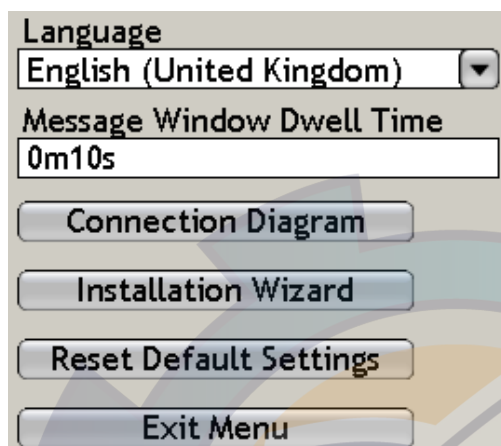 Language
English (United Kingdom)
Message Window Dwell Time
0m10s
Connection Diagram
Installation Wizard
Reset Default Settings
Exit Menu